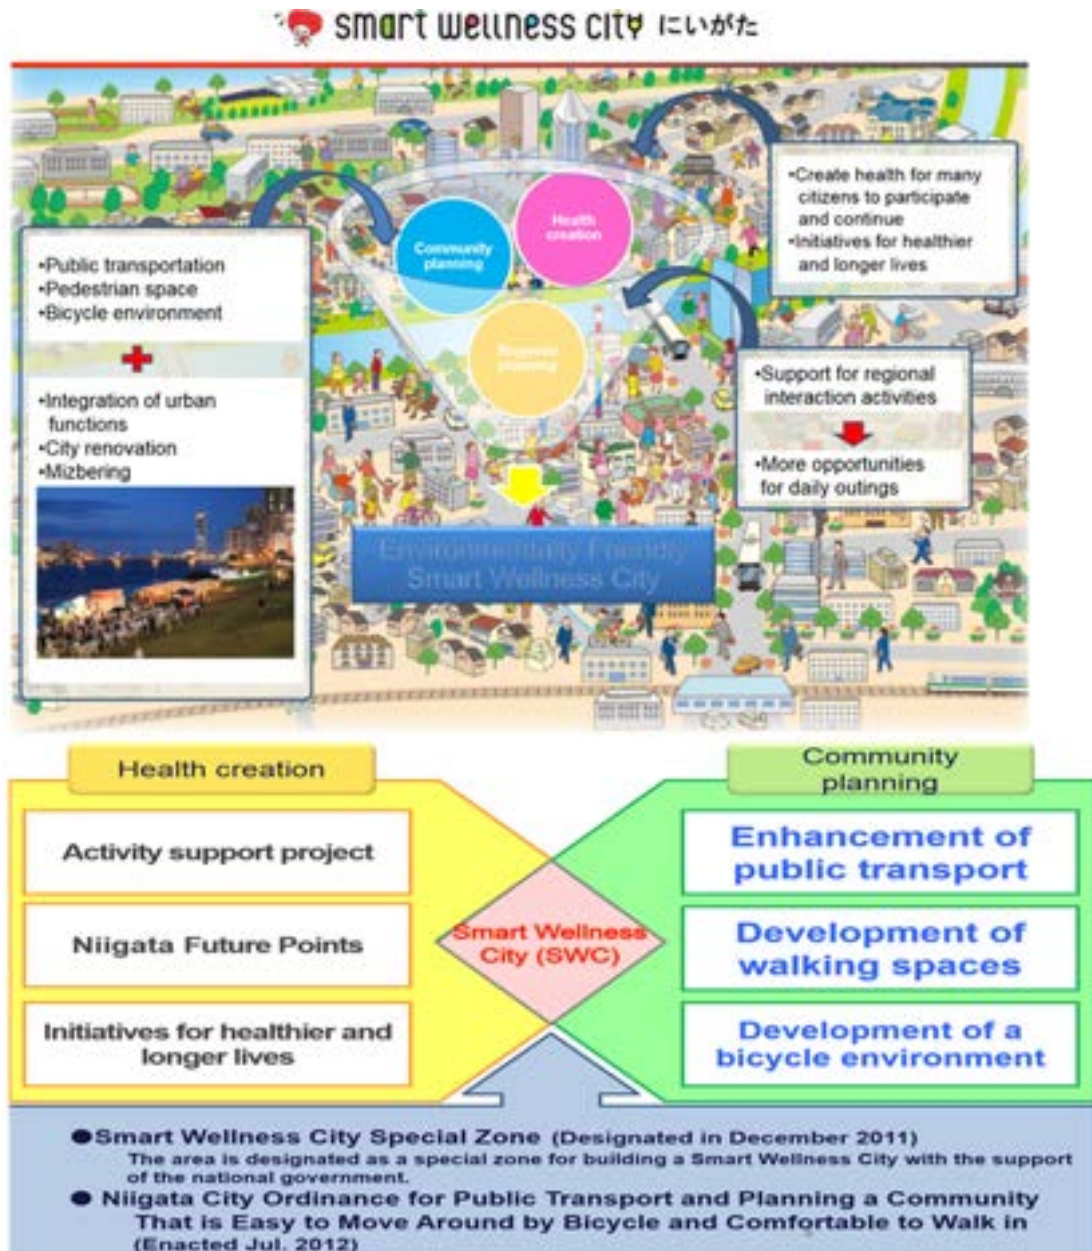 smart wellness city にいがた
•Create health for many
citizens to participate
and continue
•Initiatives for healthier
and longer lives
Health
creation
Community
planning
planning
•Public transportation
•Pedestrian space
•Bicycle environment
•Integration of urban
functions
•City renovation
•Mizbering
•Support for regional
interaction activities
•More opportunities
for daily outings
Environmentally Friendly
Smart Wellness City
Health creation
Community
planning
Activity support project
Niigata Future Points
Initiatives for healthier and
longer lives
Smart Wellness
City (SWC)
Enhancement of
public transport
Development of
walking spaces
Development of a
bicycle environment
●Smart Wellness City Special Zone (Designated in December 2011)
The area is designated as a special zone for building a Smart Wellness City with the support
of the national government.
● Niigata City Ordinance for Public Transport and Planning a Community
That is Easy to Move Around by Bicycle and Comfortable to Walk in
(Enacted Jul. 2012)